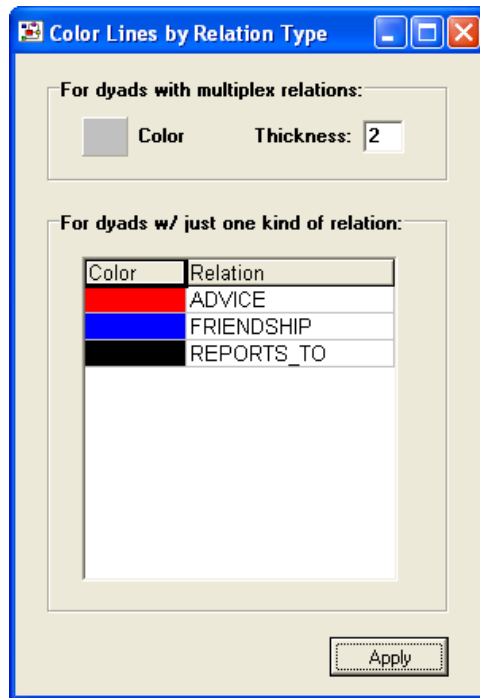 Color Lines by Relation Type
For dyads with multiplex relations:
Color Thickness: 2
For dyads w/ just one kind of relation:
Color Relation
ADVICE
FRIENDSHIP
REPORTS_TO
Apply